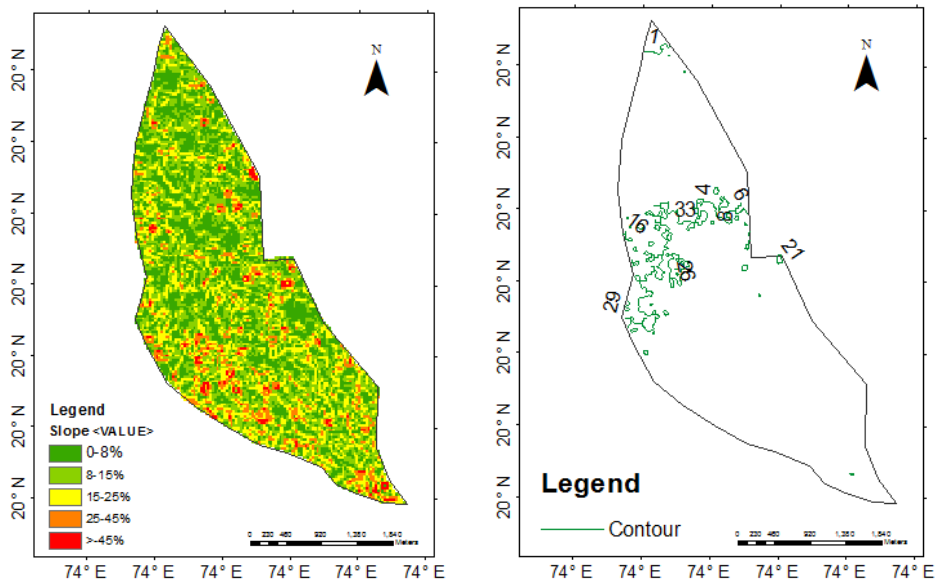 N
20° N
20° N
20° N
20° N
20° N
20° N
20° N
Legend
Slope <VALUE>
0-8%
8-15%
15-25%
25-45%
>-45%
0 230 460 920 1,380 1,840
Meters
74° E 74° E 74° E 74° E 74° E 74° E
N
20° N
20° N
20° N
20° N
20° N
20° N
20° N
1
4
6
33
8
16
21
29
Legend
Contour
0 230 460 920 1,380 1,840
Meters
74° E 74° E 74° E 74° E 74° E 74° E